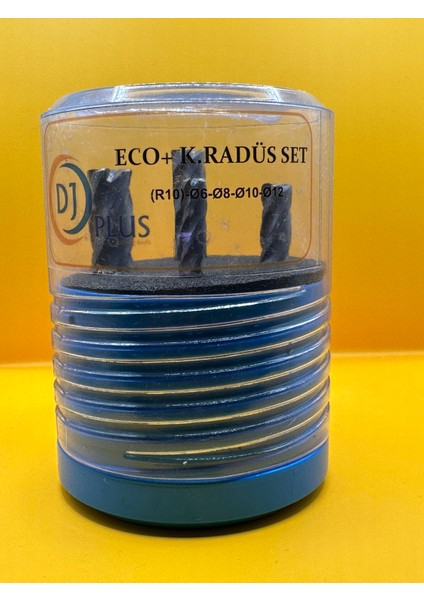 ECO+ K.RADÜS SET
(R10)-Ø6-Ø8-Ø10-Ø12
DJ
PLUS